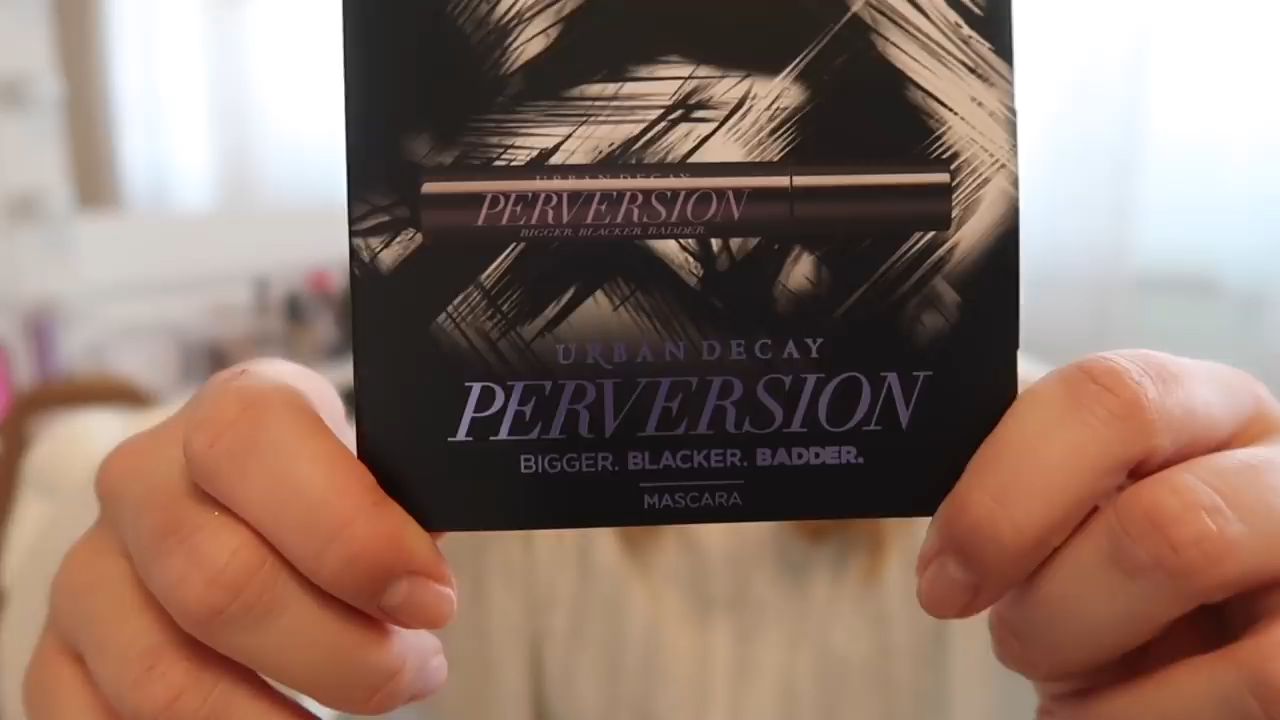 URBAN DECAY
PERVERSION
BIGGER. BLACKER. BADDER.
URBAN DECAY
PERVERSION
BIGGER. BLACKER. BADDER.
MASCARA